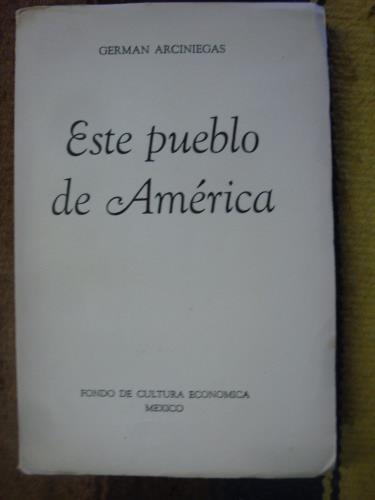 GERMAN ARCINIEGAS
Este pueblo
de América
FONDO DE CULTURA ECONOMICA
MEXICO